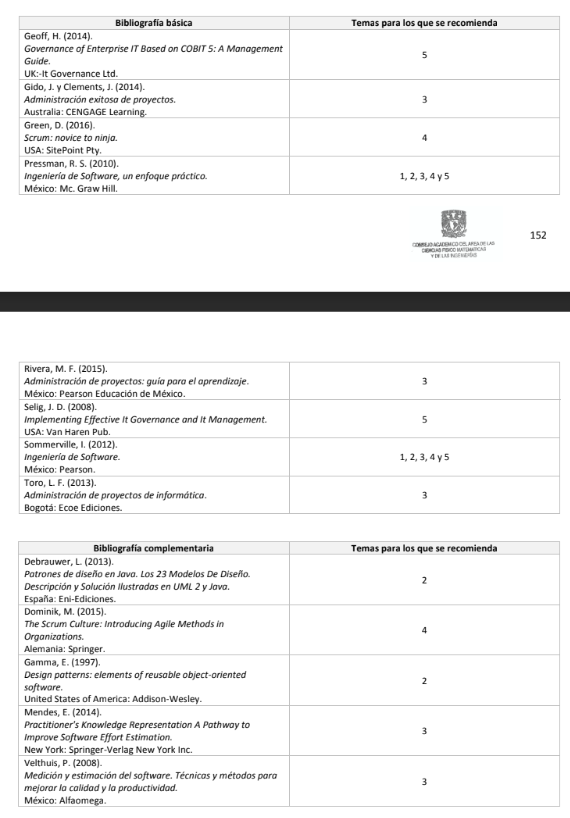 Bibliografía básica
Temas para los que se recomienda
Geoff, H. (2014).
Governance of Enterprise IT Based on COBIT 5: A Management
Guide.
UK:-It Governance Ltd.
5
Gido, J. y Clements, J. (2014).
Administración exitosa de proyectos.
Australia: CENGAGE Learning.
3
Green, D. (2016).
Scrum: novice to ninja.
USA: SitePoint Pty.
4
Pressman, R. S. (2010).
Ingeniería de Software, un enfoque práctico.
México: Mc. Graw Hill.
1, 2, 3, 4 y 5
CONSEJO ACADÉMICO DEL ÁREA DE LAS
CIENCIAS FÍSICO MATEMÁTICAS
Y DE LAS INGENIERÍAS
152
Rivera, M. F. (2015).
Administración de proyectos: guía para el aprendizaje.
México: Pearson Educación de México.
3
Selig, J. D. (2008).
Implementing Effective It Governance and It Management.
USA: Van Haren Pub.
5
Sommerville, I. (2012).
Ingeniería de Software.
México: Pearson.
1, 2, 3, 4 y 5
Toro, L. F. (2013).
Administración de proyectos de informática.
Bogotá: Ecoe Ediciones.
3
Bibliografía complementaria
Temas para los que se recomienda
Debrauwer, L. (2013).
Patrones de diseño en Java. Los 23 Modelos De Diseño.
Descripción y Solución Ilustradas en UML 2 y Java.
España: Eni-Ediciones.
2
Dominik, M. (2015).
The Scrum Culture: Introducing Agile Methods in
Organizations.
Alemania: Springer.
4
Gamma, E. (1997).
Design patterns: elements of reusable object-oriented
software.
United States of America: Addison-Wesley.
2
Mendes, E. (2014).
Practitioner's Knowledge Representation A Pathway to
Improve Software Effort Estimation.
New York: Springer-Verlag New York Inc.
3
Velthuis, P. (2008).
Medición y estimación del software. Técnicas y métodos para
mejorar la calidad y la productividad.
México: Alfaomega.
3